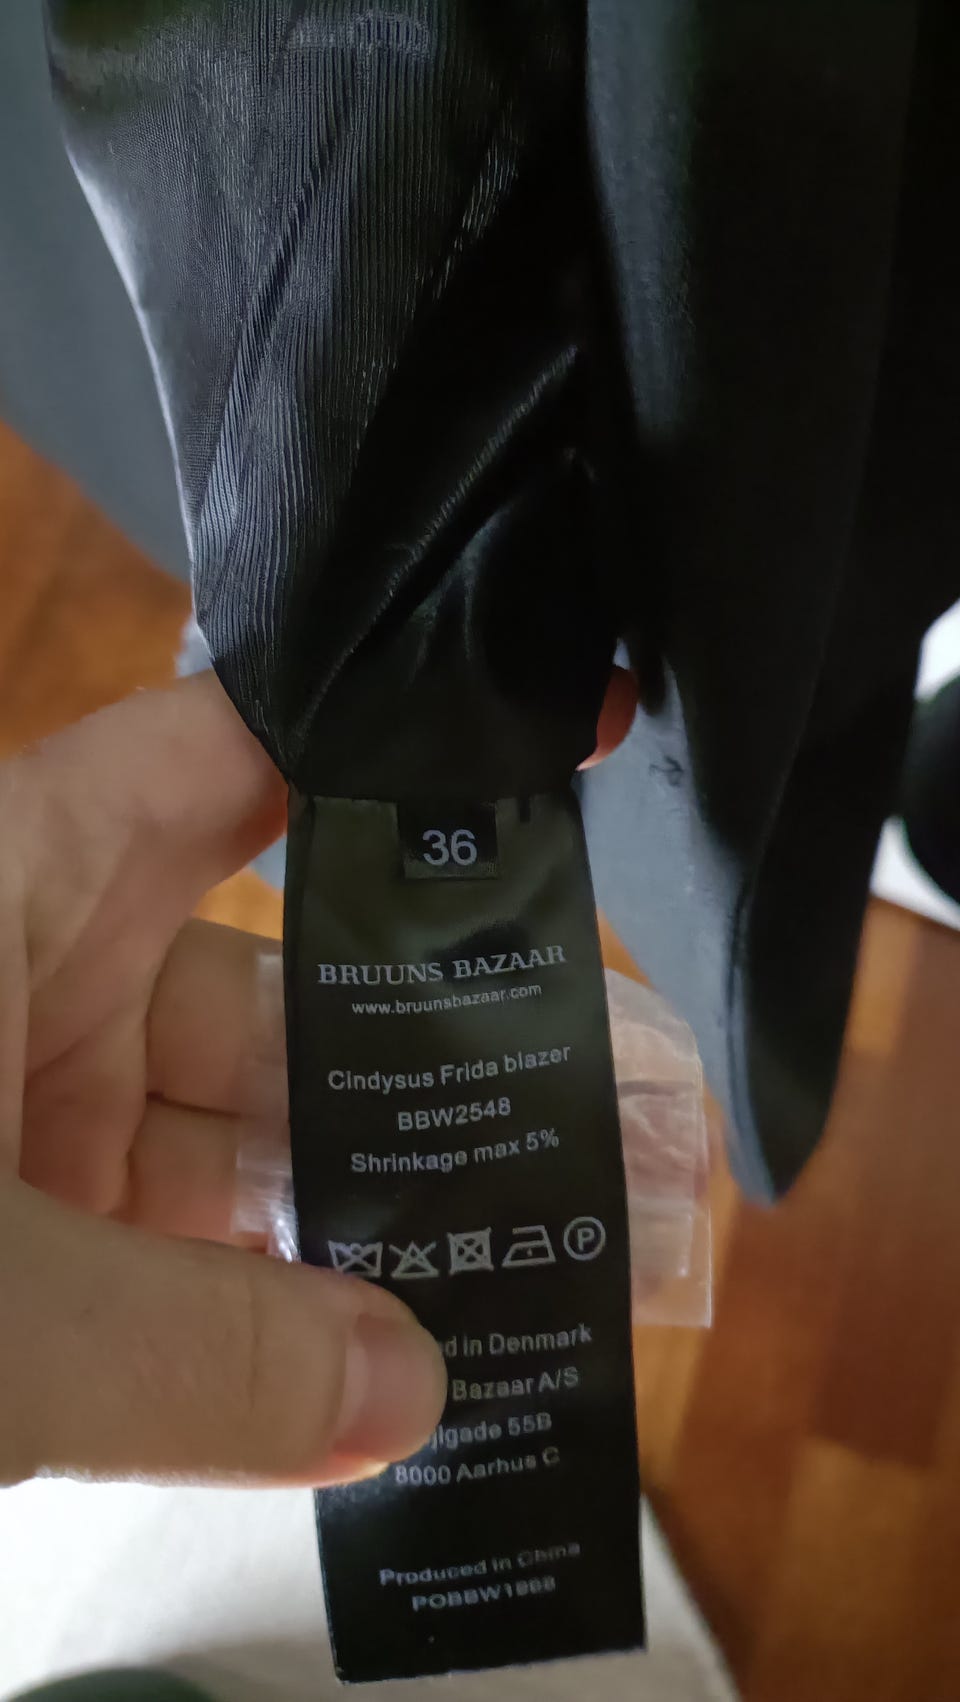 36
BRUUNS BAZAAR
www.bruunsbazaar.com
Cindysus Frida blazer
BBW2548
Shrinkage max 5%
P
in Denmark
Bazaar A/S
55B
8000 Aarhus C
Produced in China